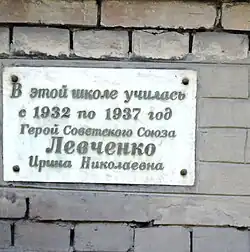 В этой школе училась
с 1932 по 1937 год
Герой Советского Союза
Левченко
Ирина Николаевна